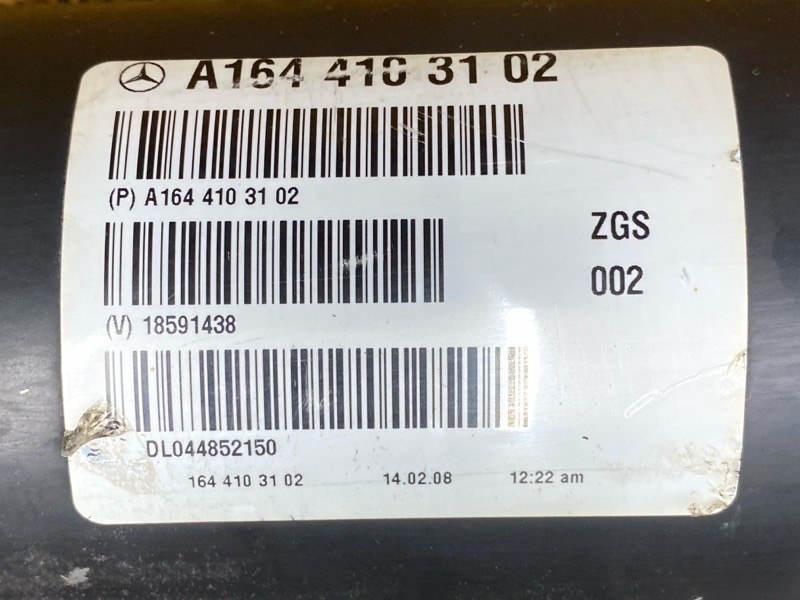 A164 410 31 02
(P) A164 410 31 02
ZGS
002
(V) 18591438
DL044852150
164 410 31 02 14.02.08 12:22 am